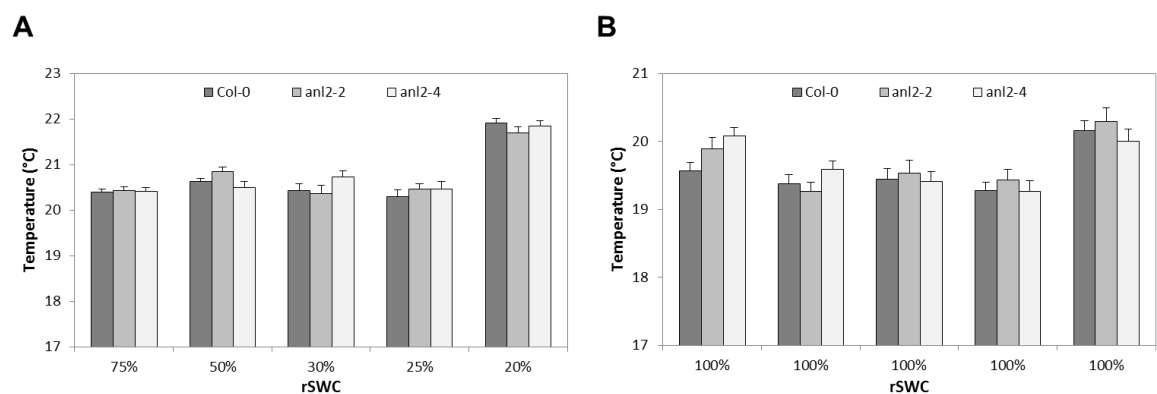 A
23
22
21
20
19
18
17
Temperature (°C)
Col-0 anl2-2 anl2-4
75% 50% 30% 25% 20%
rSWC
B
21
20
19
18
17
Temperature (°C)
Col-0 anl2-2 anl2-4
100% 100% 100% 100% 100%
rSWC